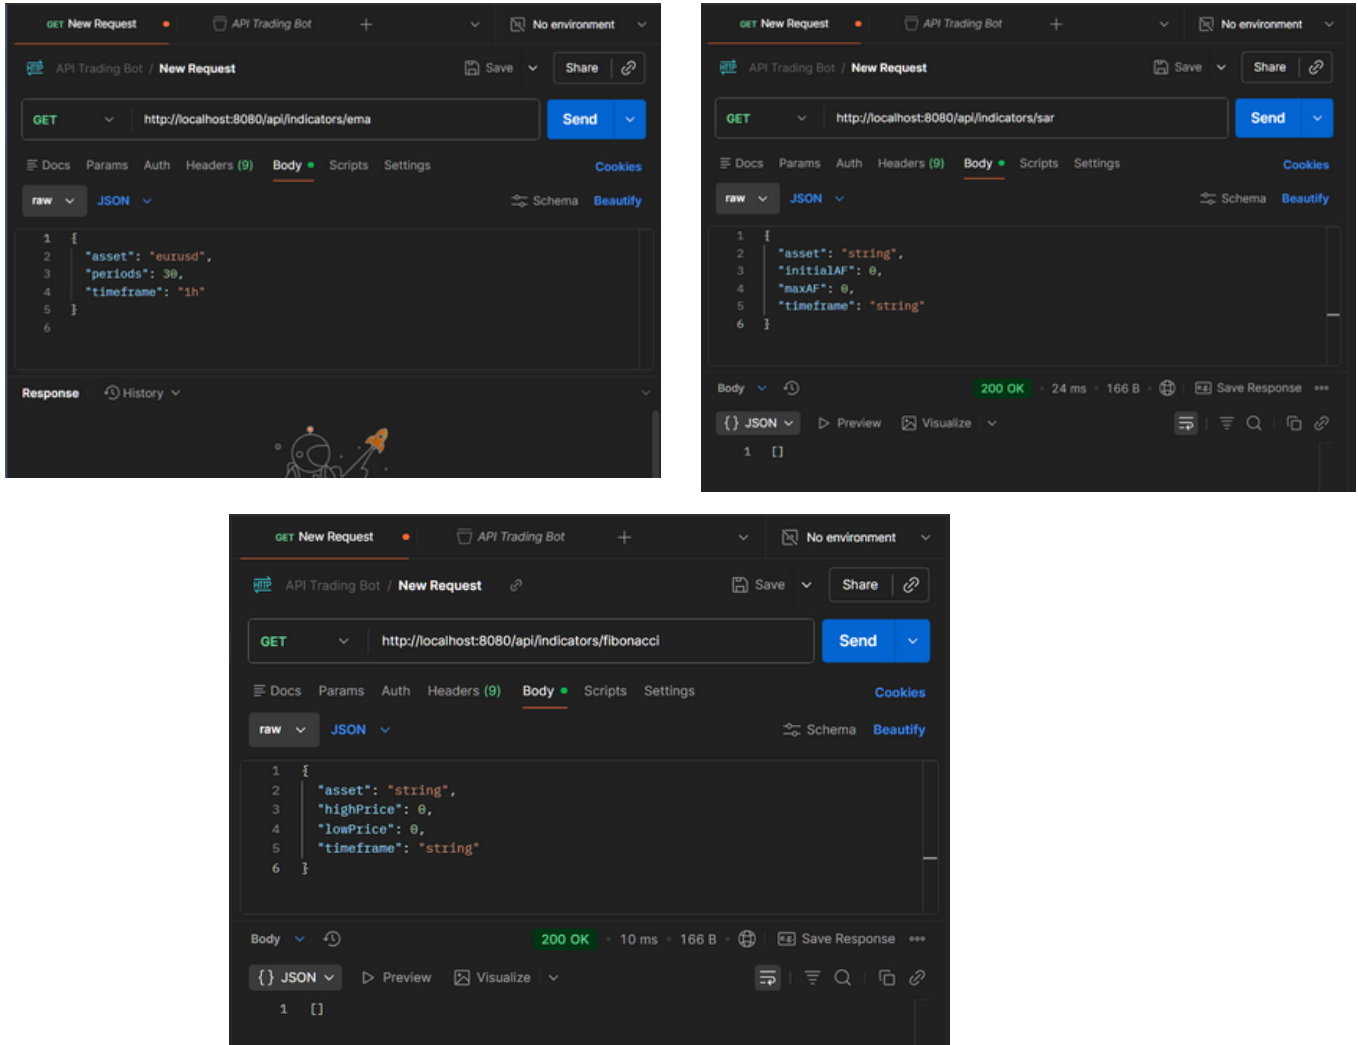 GET New Request
API Trading Bot
No environment
API Trading Bot / New Request
Save
Share
GET
http://localhost:8080/api/indicators/ema
Send
Docs Params Auth Headers (9) Body Scripts Settings
Cookies
raw
JSON
Schema
Beautify
1 {
2 "asset": "eurusd",
3 "periods": 30,
4 "timeframe": "1h"
5 }
6
Response
History
GET New Request
API Trading Bot
No environment
API Trading Bot / New Request
Save
Share
GET
http://localhost:8080/api/indicators/sar
Send
Docs Params Auth Headers (9) Body Scripts Settings
Cookies
raw
JSON
Schema
Beautify
1 {
2 "asset": "string",
3 "initialAF": 0,
4 "maxAF": 0,
5 "timeframe": "string"
6 }
Body
200 OK
24 ms
166 B
e.g. Save Response
{} JSON
Preview
Visualize
1 []
GET New Request
API Trading Bot
No environment
HTTP API Trading Bot / New Request
Save
Share
GET
http://localhost:8080/api/indicators/fibonacci
Send
Docs Params Auth Headers (9) Body Scripts Settings
Cookies
raw
JSON
Schema
Beautify
1 {
2 "asset": "string",
3 "highPrice": 0,
4 "lowPrice": 0,
5 "timeframe": "string"
6 }
Body
200 OK
10 ms
166 B
e.g. Save Response
{} JSON
Preview
Visualize
1 []